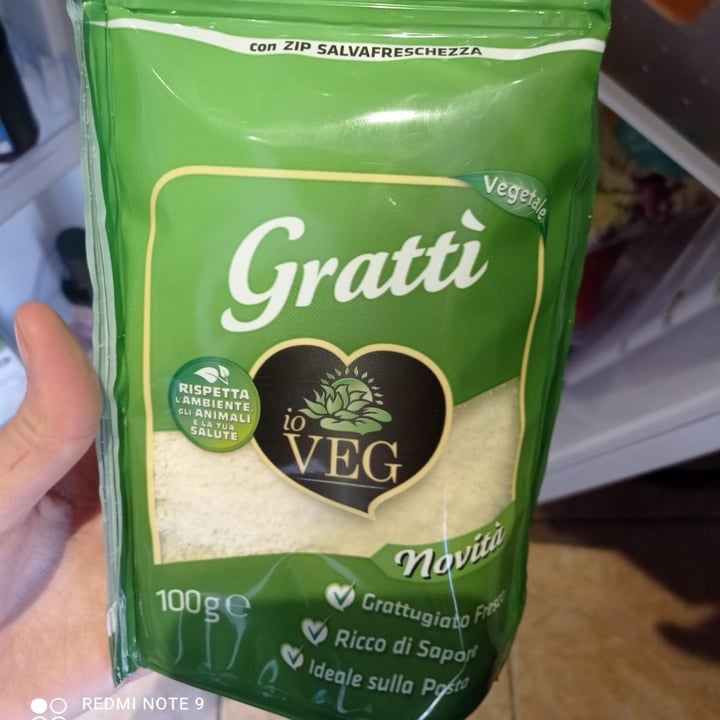 con ZIP SALVAFRESCHEZZA
Vegetale
Grattì
RISPETTA
L'AMBIENTE,
GLI ANIMALI
E LA TUA
SALUTE
io
VEG
Novità
100g e
Grattugiato Fresco
Ricco di Sapore
Ideale sulla Pasta
REDMI NOTE 9